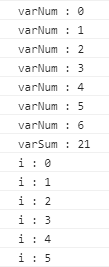 varNum : 0
varNum : 1
varNum : 2
varNum : 3
varNum : 4
varNum : 5
varNum : 6
varSum : 21
i : 0
i : 1
i : 2
i : 3
i : 4
i : 5